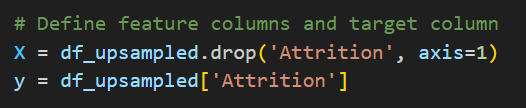 # Define feature columns and target column
X = df_upsampled.drop('Attrition', axis=1)
y = df_upsampled['Attrition']